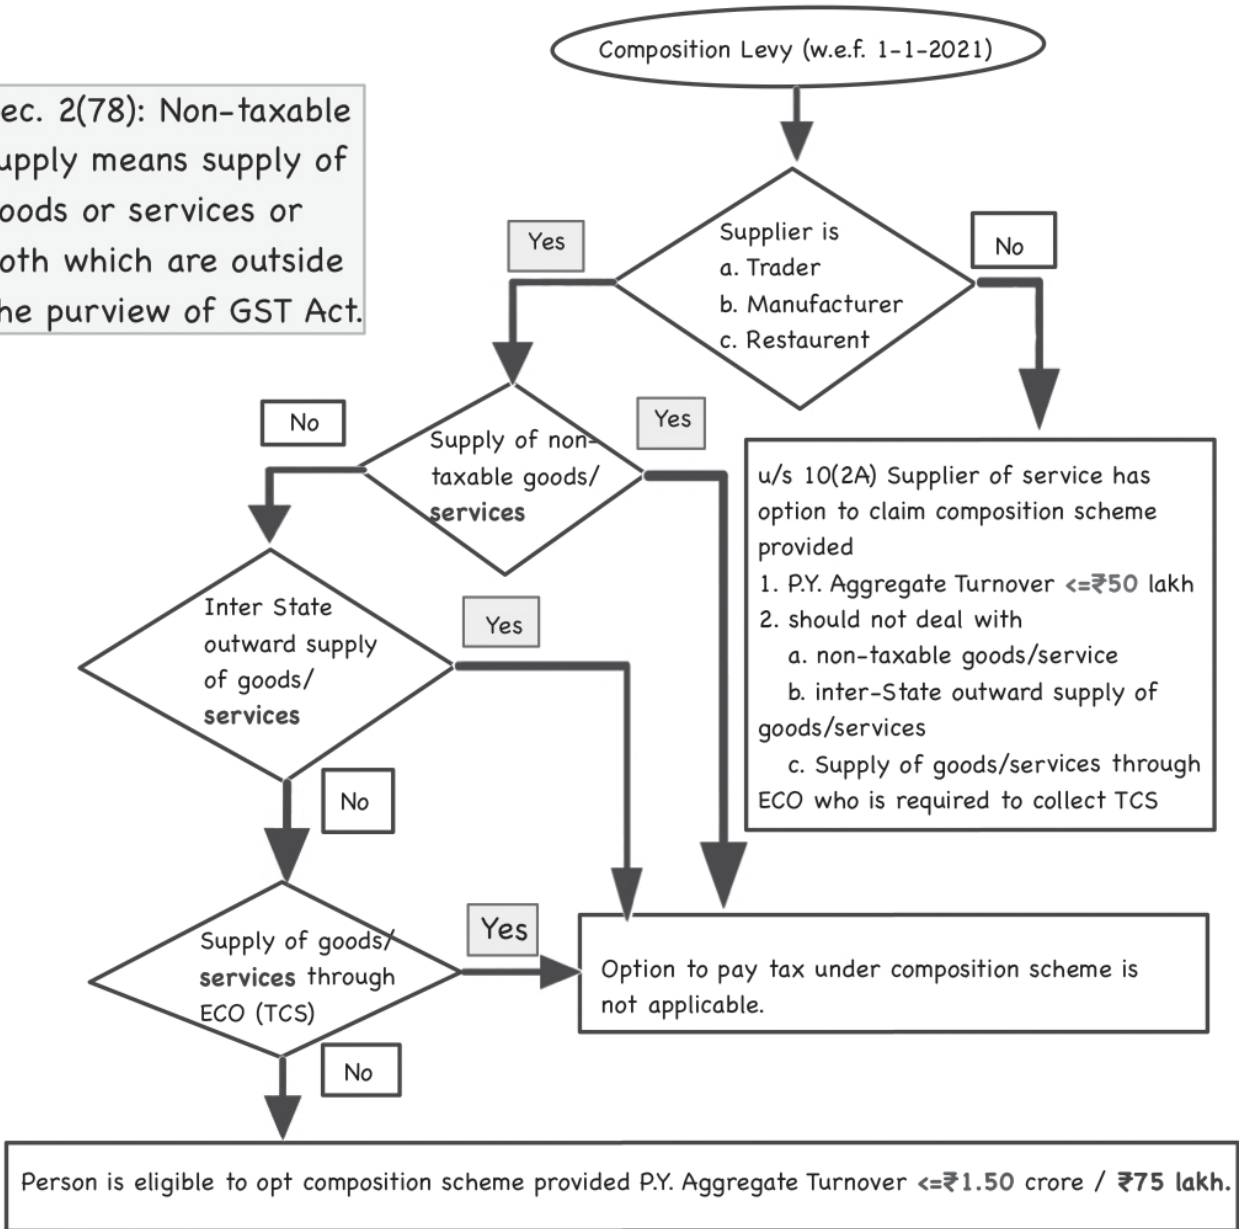 Composition Levy (w.e.f. 1-1-2021)
ec. 2(78): Non-taxable
upply means supply of
oods or services or
oth which are outside
he purview of GST Act.
Supplier is
a. Trader
b. Manufacturer
c. Restaurent
Yes
No
No
Supply of non-
taxable goods/
services
Yes
u/s 10(2A) Supplier of service has
option to claim composition scheme
provided
1. P.Y. Aggregate Turnover <=₹50 lakh
2. should not deal with
a. non-taxable goods/service
b. inter-State outward supply of
goods/services
c. Supply of goods/services through
ECO who is required to collect TCS
Inter State
outward supply
of goods/
services
Yes
No
Supply of goods/
services through
ECO (TCS)
Yes
Option to pay tax under composition scheme is
not applicable.
No
Person is eligible to opt composition scheme provided P.Y. Aggregate Turnover <=₹1.50 crore / ₹75 lakh.